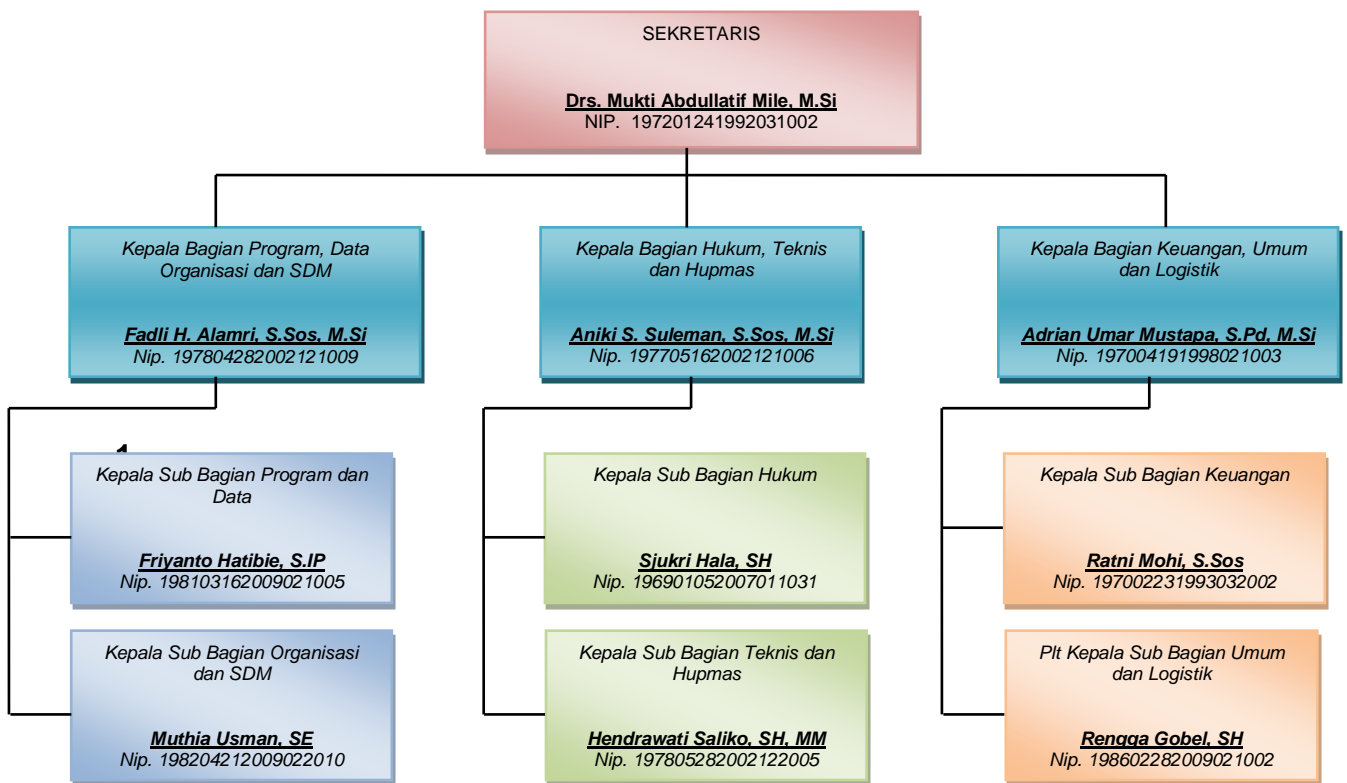 SEKRETARIS
Drs. Mukti Abdullatif Mile, M.Si
NIP. 197201241992031002
Kepala Bagian Program, Data
Organisasi dan SDM
Fadli H. Alamri, S.Sos, M.Si
Nip. 197804282002121009
Kepala Bagian Hukum, Teknis
dan Hupmas
Aniki S. Suleman, S.Sos, M.Si
Nip. 197705162002121006
Kepala Bagian Keuangan, Umum
dan Logistik
Adrian Umar Mustapa, S.Pd, M.Si
Nip. 197004191998021003
Kepala Sub Bagian Program dan
Data
Friyanto Hatibie, S.IP
Nip. 198103162009021005
Kepala Sub Bagian Hukum
Sjukri Hala, SH
Nip. 196901052007011031
Kepala Sub Bagian Keuangan
Ratni Mohi, S.Sos
Nip. 197002231993032002
Kepala Sub Bagian Organisasi
dan SDM
Muthia Usman, SE
Nip. 198204212009022010
Kepala Sub Bagian Teknis dan
Hupmas
Hendrawati Saliko, SH, MM
Nip. 197805282002122005
Plt Kepala Sub Bagian Umum
dan Logistik
Rengga Gobel, SH
Nip. 198602282009021002